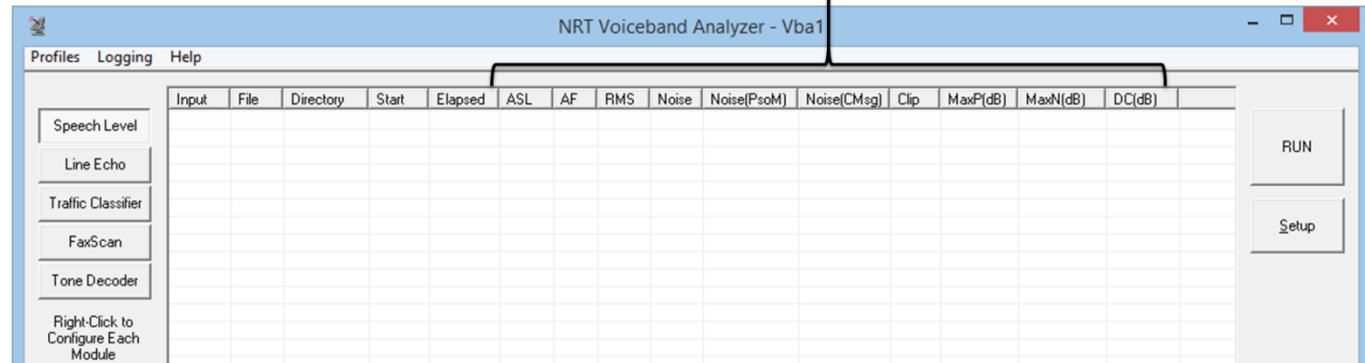 NRT Voiceband Analyzer - Vba1
Profiles Logging Help
Input File Directory Start Elapsed ASL AF RMS Noise Noise(PsoM) Noise(CMsg) Clip MaxP(dB) MaxN(dB) DC(dB)
Speech Level
Line Echo
Traffic Classifier
FaxScan
Tone Decoder
Right-Click to
Configure Each
Module
RUN
Setup